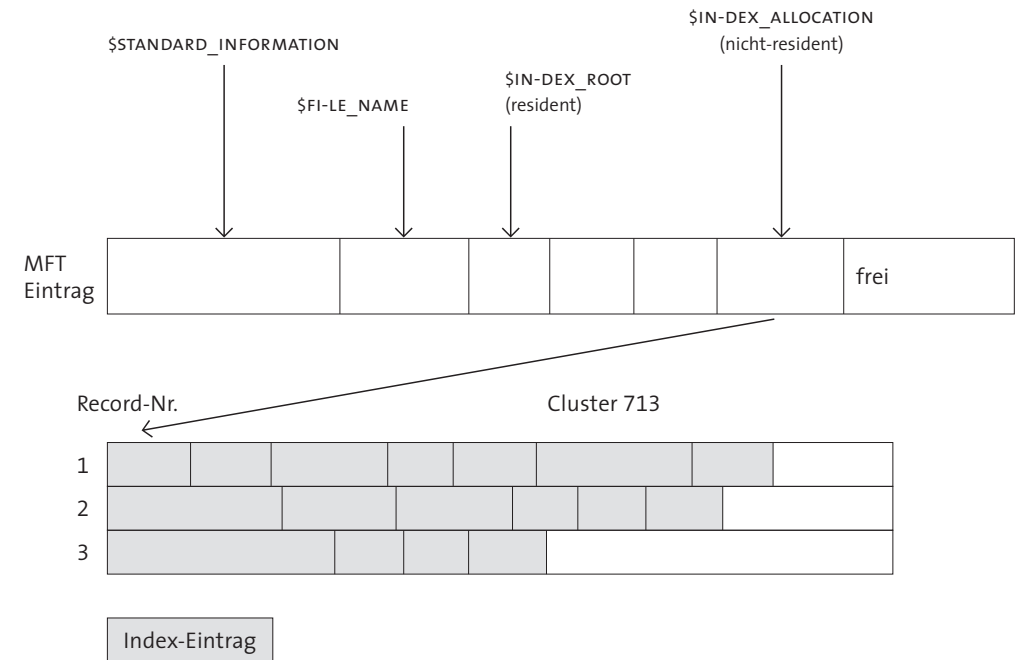 $IN-DEX_ALLOCATION
(nicht-resident)
$STANDARD_INFORMATION
$IN-DEX_ROOT
(resident)
$FI-LE_NAME
MFT
Eintrag
frei
Record-Nr.
Cluster 713
1
2
3
Index-Eintrag